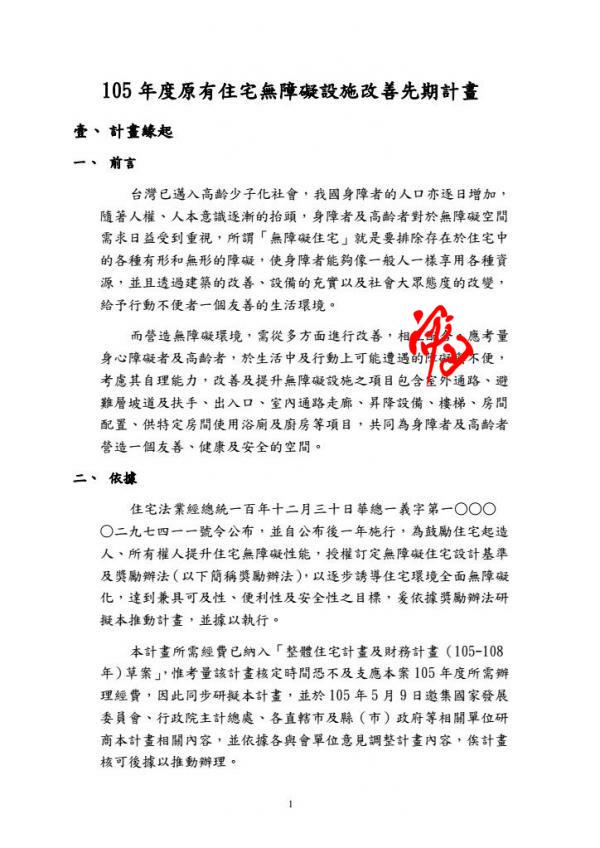 105 年度原有住宅無障礙設施改善先期計畫
壹、 計畫緣起
一、 前言
台灣已邁入高齡少子化社會，我國身障者的人口亦逐日增加，
隨著人權、人本意識逐漸的抬頭，身障者及高齡者對於無障礙空間
需求日益受到重視，所謂「無障礙住宅」就是要排除存在於住宅中
的各種有形和無形的障礙，使身障者能夠像一般人一樣享用各種資
源，並且透過建築的改善、設備的充實以及社會大眾態度的改變，
給予行動不便者一個友善的生活環境。
而營造無障礙環境，需從多方面進行改善，相 應考量
身心障礙者及高齡者，於生活中及行動上可能遭遇的 不便，
考慮其自理能力，改善及提升無障礙設施之項目包含室外通路、避
難層坡道及扶手、出入口、室內通路走廊、昇降設備、樓梯、房間
配置、供特定房間使用浴廁及廚房等項目，共同為身障者及高齡者
營造一個友善、健康及安全的空間。
二、 依據
住宅法業經總統一百年十二月三十日華總一義字第一〇〇〇
〇二九七四一一號令公布，並自公布後一年施行，為鼓勵住宅起造
人、所有權人提升住宅無障礙性能，授權訂定無障礙住宅設計基準
及獎勵辦法（以下簡稱獎勵辦法），以逐步誘導住宅環境全面無障礙
化，達到兼具可及性、便利性及安全性之目標，爰依據獎勵辦法研
擬本推動計畫，並據以執行。
本計畫所需經費已納入「整體住宅計畫及財務計畫（105-108
年）草案」，惟考量該計畫核定時間恐不及支應本案 105 年度所需辦
理經費，因此同步研擬本計畫，並於 105 年 5 月 9 日邀集國家發展
委員會、行政院主計總處、各直轄市及縣（市）政府等相關單位研
商本計畫相關內容，並依據各與會單位意見調整計畫內容，俟計畫
核可後據以推動辦理。
1